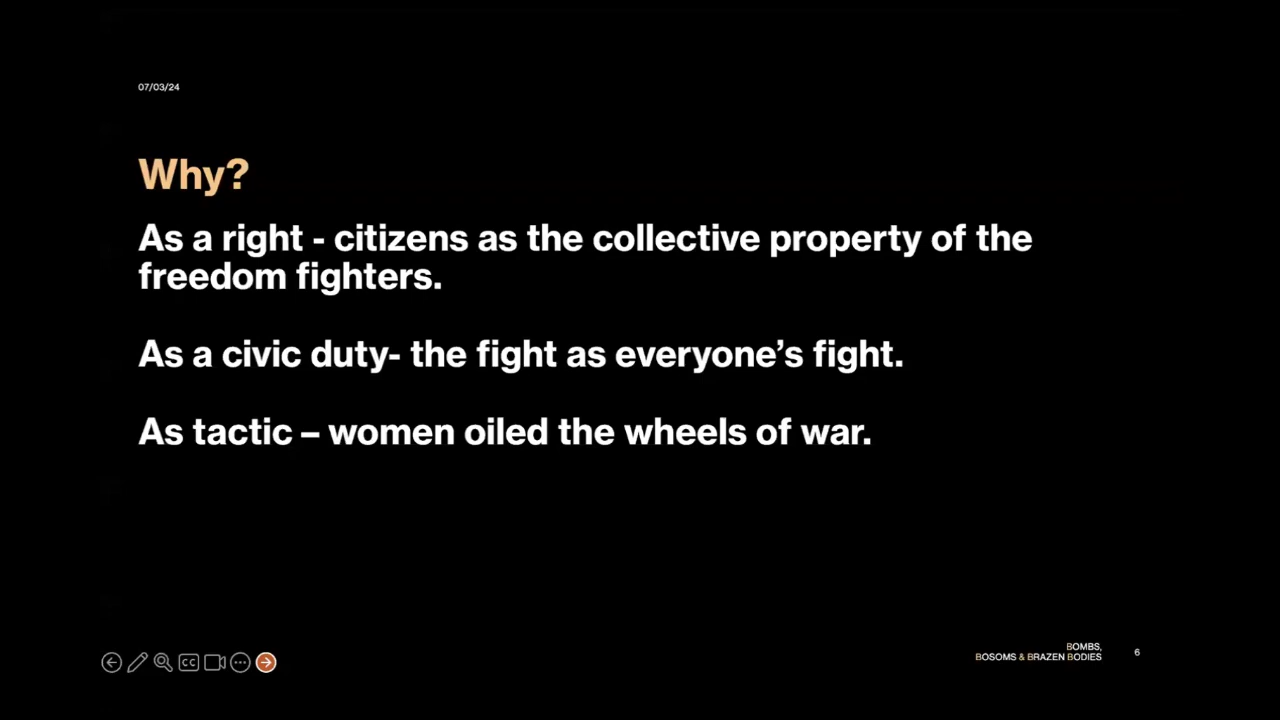 07/03/24
Why?
As a right - citizens as the collective property of the
freedom fighters.
As a civic duty- the fight as everyone’s fight.
As tactic – women oiled the wheels of war.
CC
BOMBS,
BOSOMS & BRAZEN BODIES
6